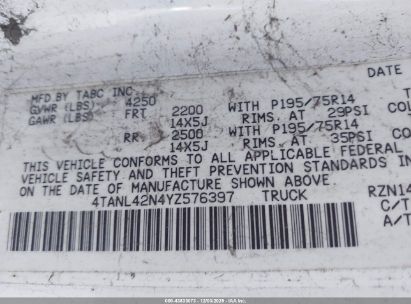 MFD BY TABC INC. DATE
GVWR (LBS) 4250
GAWR (LBS) FRT 2200 WITH P195/75R14
14X5J RIMS, AT 29PSI CO
RR 2500 WITH P195/75R14
14X5J RIMS, AT 35PSI
THIS VEHICLE CONFORMS TO ALL APPLICABLE FEDERAL
VEHICLE SAFETY AND THEFT PREVENTION STANDARDS IN
ON THE DATE OF MANUFACTURE SHOWN ABOVE.
4TANL42N4YZ576397 TRUCK RZN14
C/T
A/T